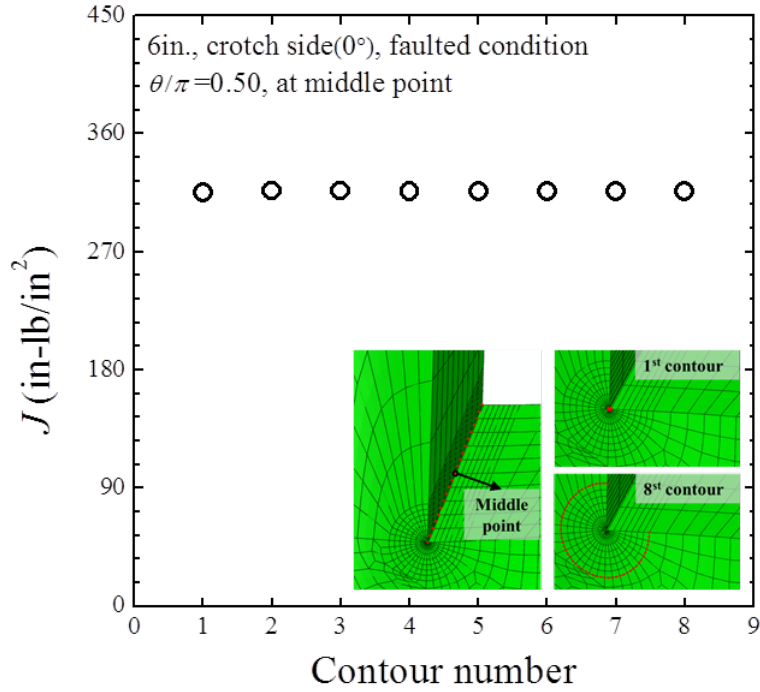 450
6in., crotch side(0°), faulted condition
θ/π=0.50, at middle point
360
270
180
90
0
J (in-lb/in²)
1st contour
8st contour
Middle
point
0 1 2 3 4 5 6 7 8 9
Contour number